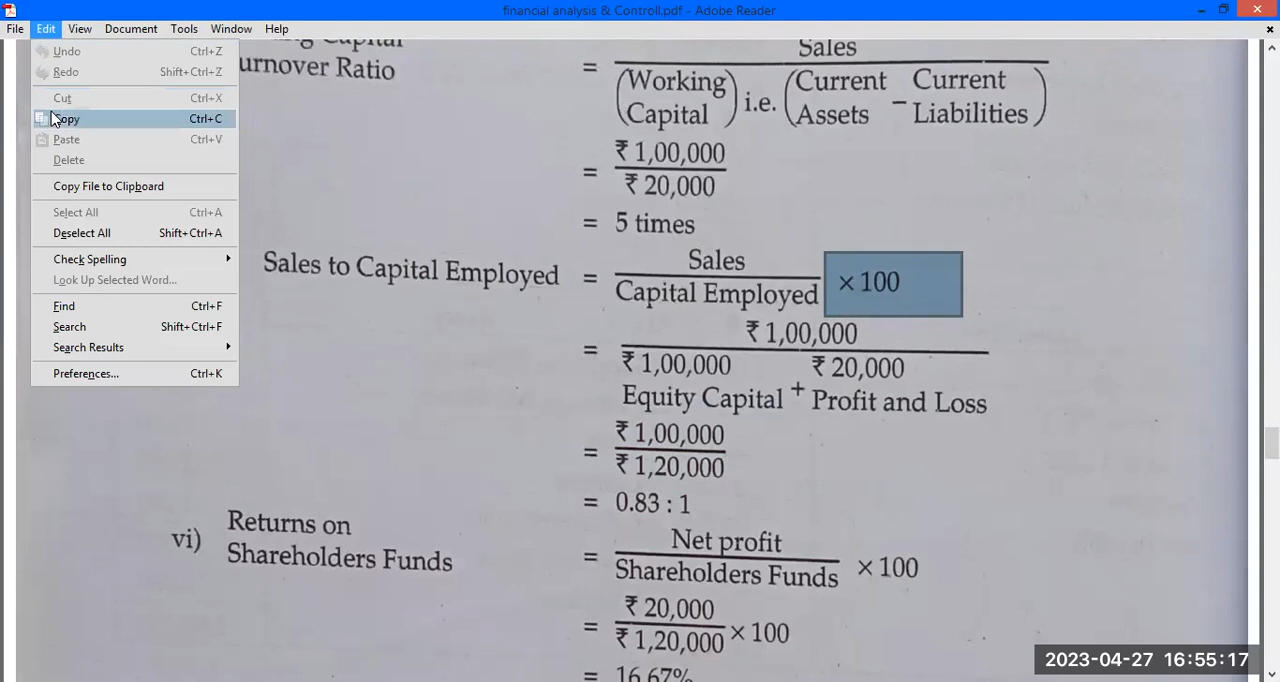 financial analysis & Controll.pdf - Adobe Reader
File Edit View Document Tools Window Help
Undo Ctrl+Z
Redo Shift+Ctrl+Z
Cut Ctrl+X
Copy Ctrl+C
Paste Ctrl+V
Delete
Copy File to Clipboard
Select All Ctrl+A
Deselect All Shift+Ctrl+A
Check Spelling
Look Up Selected Word...
Find Ctrl+F
Search Shift+Ctrl+F
Search Results
Preferences... Ctrl+K
Capital
urnover Ratio
= Sales
(Working Capital) i.e. (Current Assets − Current Liabilities)
= ₹ 1,00,000
₹ 20,000
= 5 times
Sales to Capital Employed = Sales
Capital Employed × 100
= ₹ 1,00,000
₹ 1,00,000 ₹ 20,000
Equity Capital + Profit and Loss
= ₹ 1,00,000
₹ 1,20,000
= 0.83 : 1
vi) Returns on
Shareholders Funds
= Net profit
Shareholders Funds × 100
= ₹ 20,000
₹ 1,20,000 × 100
= 16.67%
2023-04-27 16:55:17